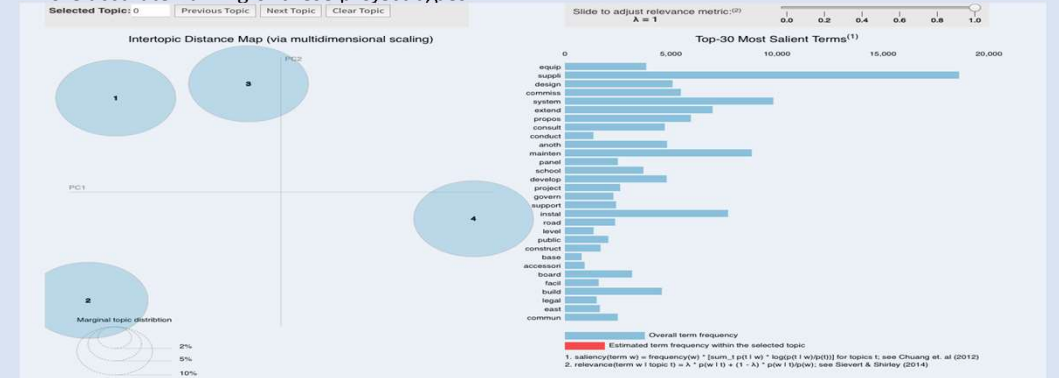 Selected Topic: 0 Previous Topic Next Topic Clear Topic
Slide to adjust relevance metric:(2)
λ = 1
0.0 0.2 0.4 0.6 0.8 1.0
Intertopic Distance Map (via multidimensional scaling)
PC2
3
1
PC1
4
2
Marginal topic distribtion
2%
5%
10%
Top-30 Most Salient Terms(1)
0 5,000 10,000 15,000 20,000
equip
suppli
design
commiss
system
extend
propos
consult
conduct
anoth
mainten
panel
school
develop
project
govern
support
instal
road
level
public
construct
base
accessori
board
facil
build
legal
east
commun
Overall term frequency
Estimated term frequency within the selected topic
1. saliency(term w) = frequency(w) * [sum_t p(t | w) * log(p(t | w)/p(t))] for topics t; see Chuang et. al (2012)
2. relevance(term w | topic t) = λ * p(w | t) + (1 - λ) * p(w | t)/p(w); see Sievert & Shirley (2014)